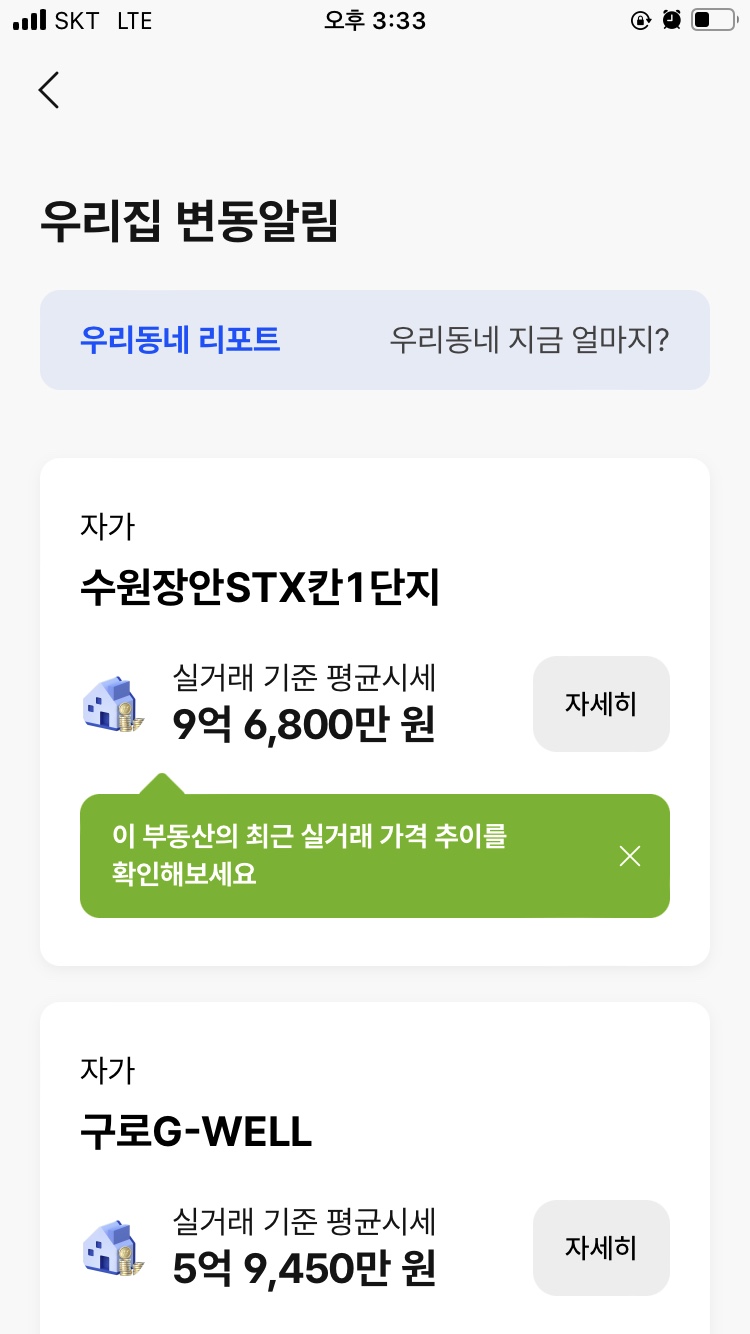 SKT LTE 오후 3:33
우리집 변동알림
우리동네 리포트 우리동네 지금 얼마지?
자가
수원장안STX칸1단지
실거래 기준 평균시세
9억 6,800만 원
자세히
이 부동산의 최근 실거래 가격 추이를
확인해보세요
자가
구로G-WELL
실거래 기준 평균시세
5억 9,450만 원
자세히